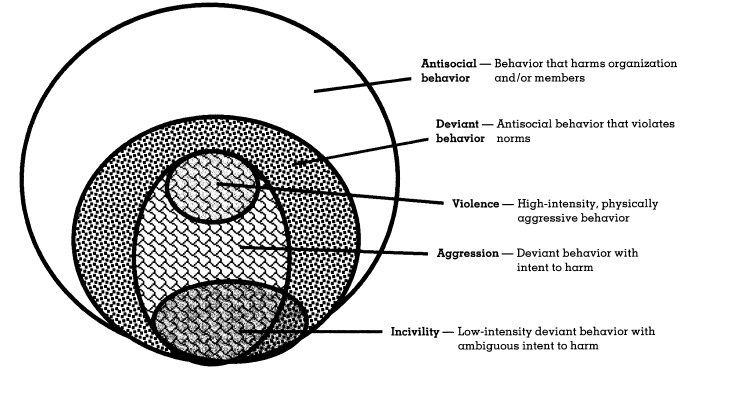 Antisocial — Behavior that harms organization
behavior and/or members
Deviant — Antisocial behavior that violates
behavior norms
Violence — High-intensity, physically
aggressive behavior
Aggression — Deviant behavior with
intent to harm
Incivility — Low-intensity deviant behavior with
ambiguous intent to harm